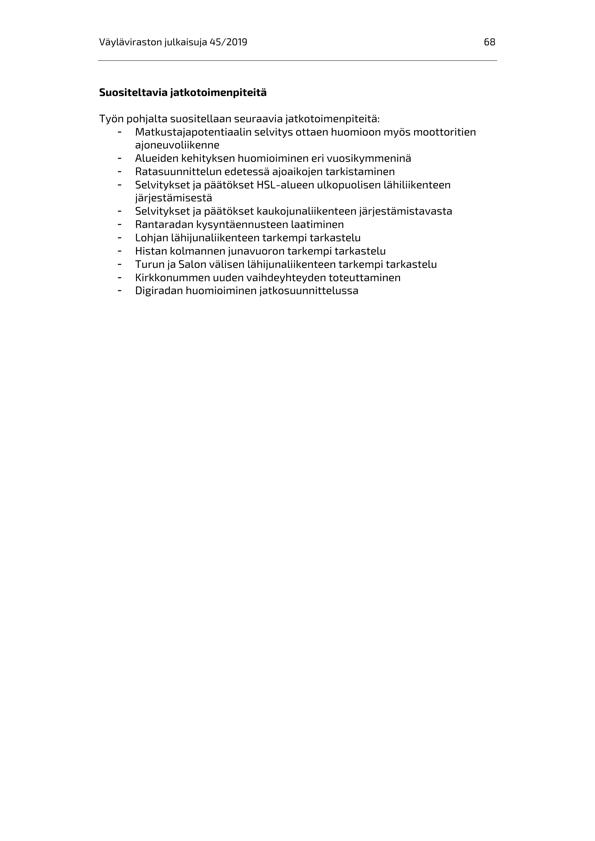 Väyläviraston julkaisuja 45/2019 68
Suositeltavia jatkotoimenpiteitä
Työn pohjalta suositellaan seuraavia jatkotoimenpiteitä:
- Matkustajapotentiaalin selvitys ottaen huomioon myös moottoritien
ajoneuvoliikenne
- Alueiden kehityksen huomioiminen eri vuosikymmeninä
- Ratasuunnittelun edetessä ajoaikojen tarkistaminen
- Selvitykset ja päätökset HSL-alueen ulkopuolisen lähiliikenteen
järjestämisestä
- Selvitykset ja päätökset kaukojunaliikenteen järjestämistavasta
- Rantaradan kysyntäennusteen laatiminen
- Lohjan lähijunaliikenteen tarkempi tarkastelu
- Histan kolmannen junavuoron tarkempi tarkastelu
- Turun ja Salon välisen lähijunaliikenteen tarkempi tarkastelu
- Kirkkonummen uuden vaihdeyhteyden toteuttaminen
- Digiradan huomioiminen jatkosuunnittelussa